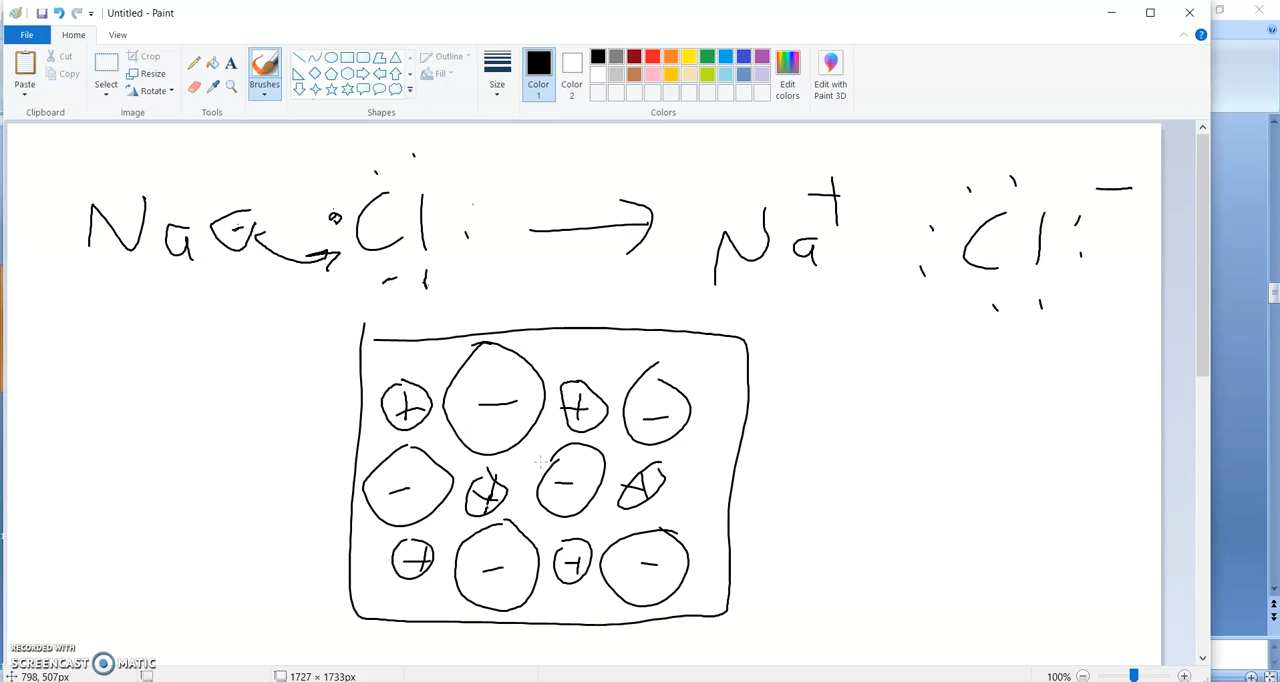 Untitled - Paint
File Home View
Paste
Cut
Copy
Clipboard
Select
Crop
Resize
Rotate
Image
A
Tools
Brushes
Outline
Fill
Shapes
Size
Color 1
Color 2
Edit colors
Colors
Edit with Paint 3D
Na Cl → Na + Cl −
+ − + −
− + − +
+ − + −
RECORDED WITH
SCREENCAST MATIC
798, 507px
1727 × 1733px
100%